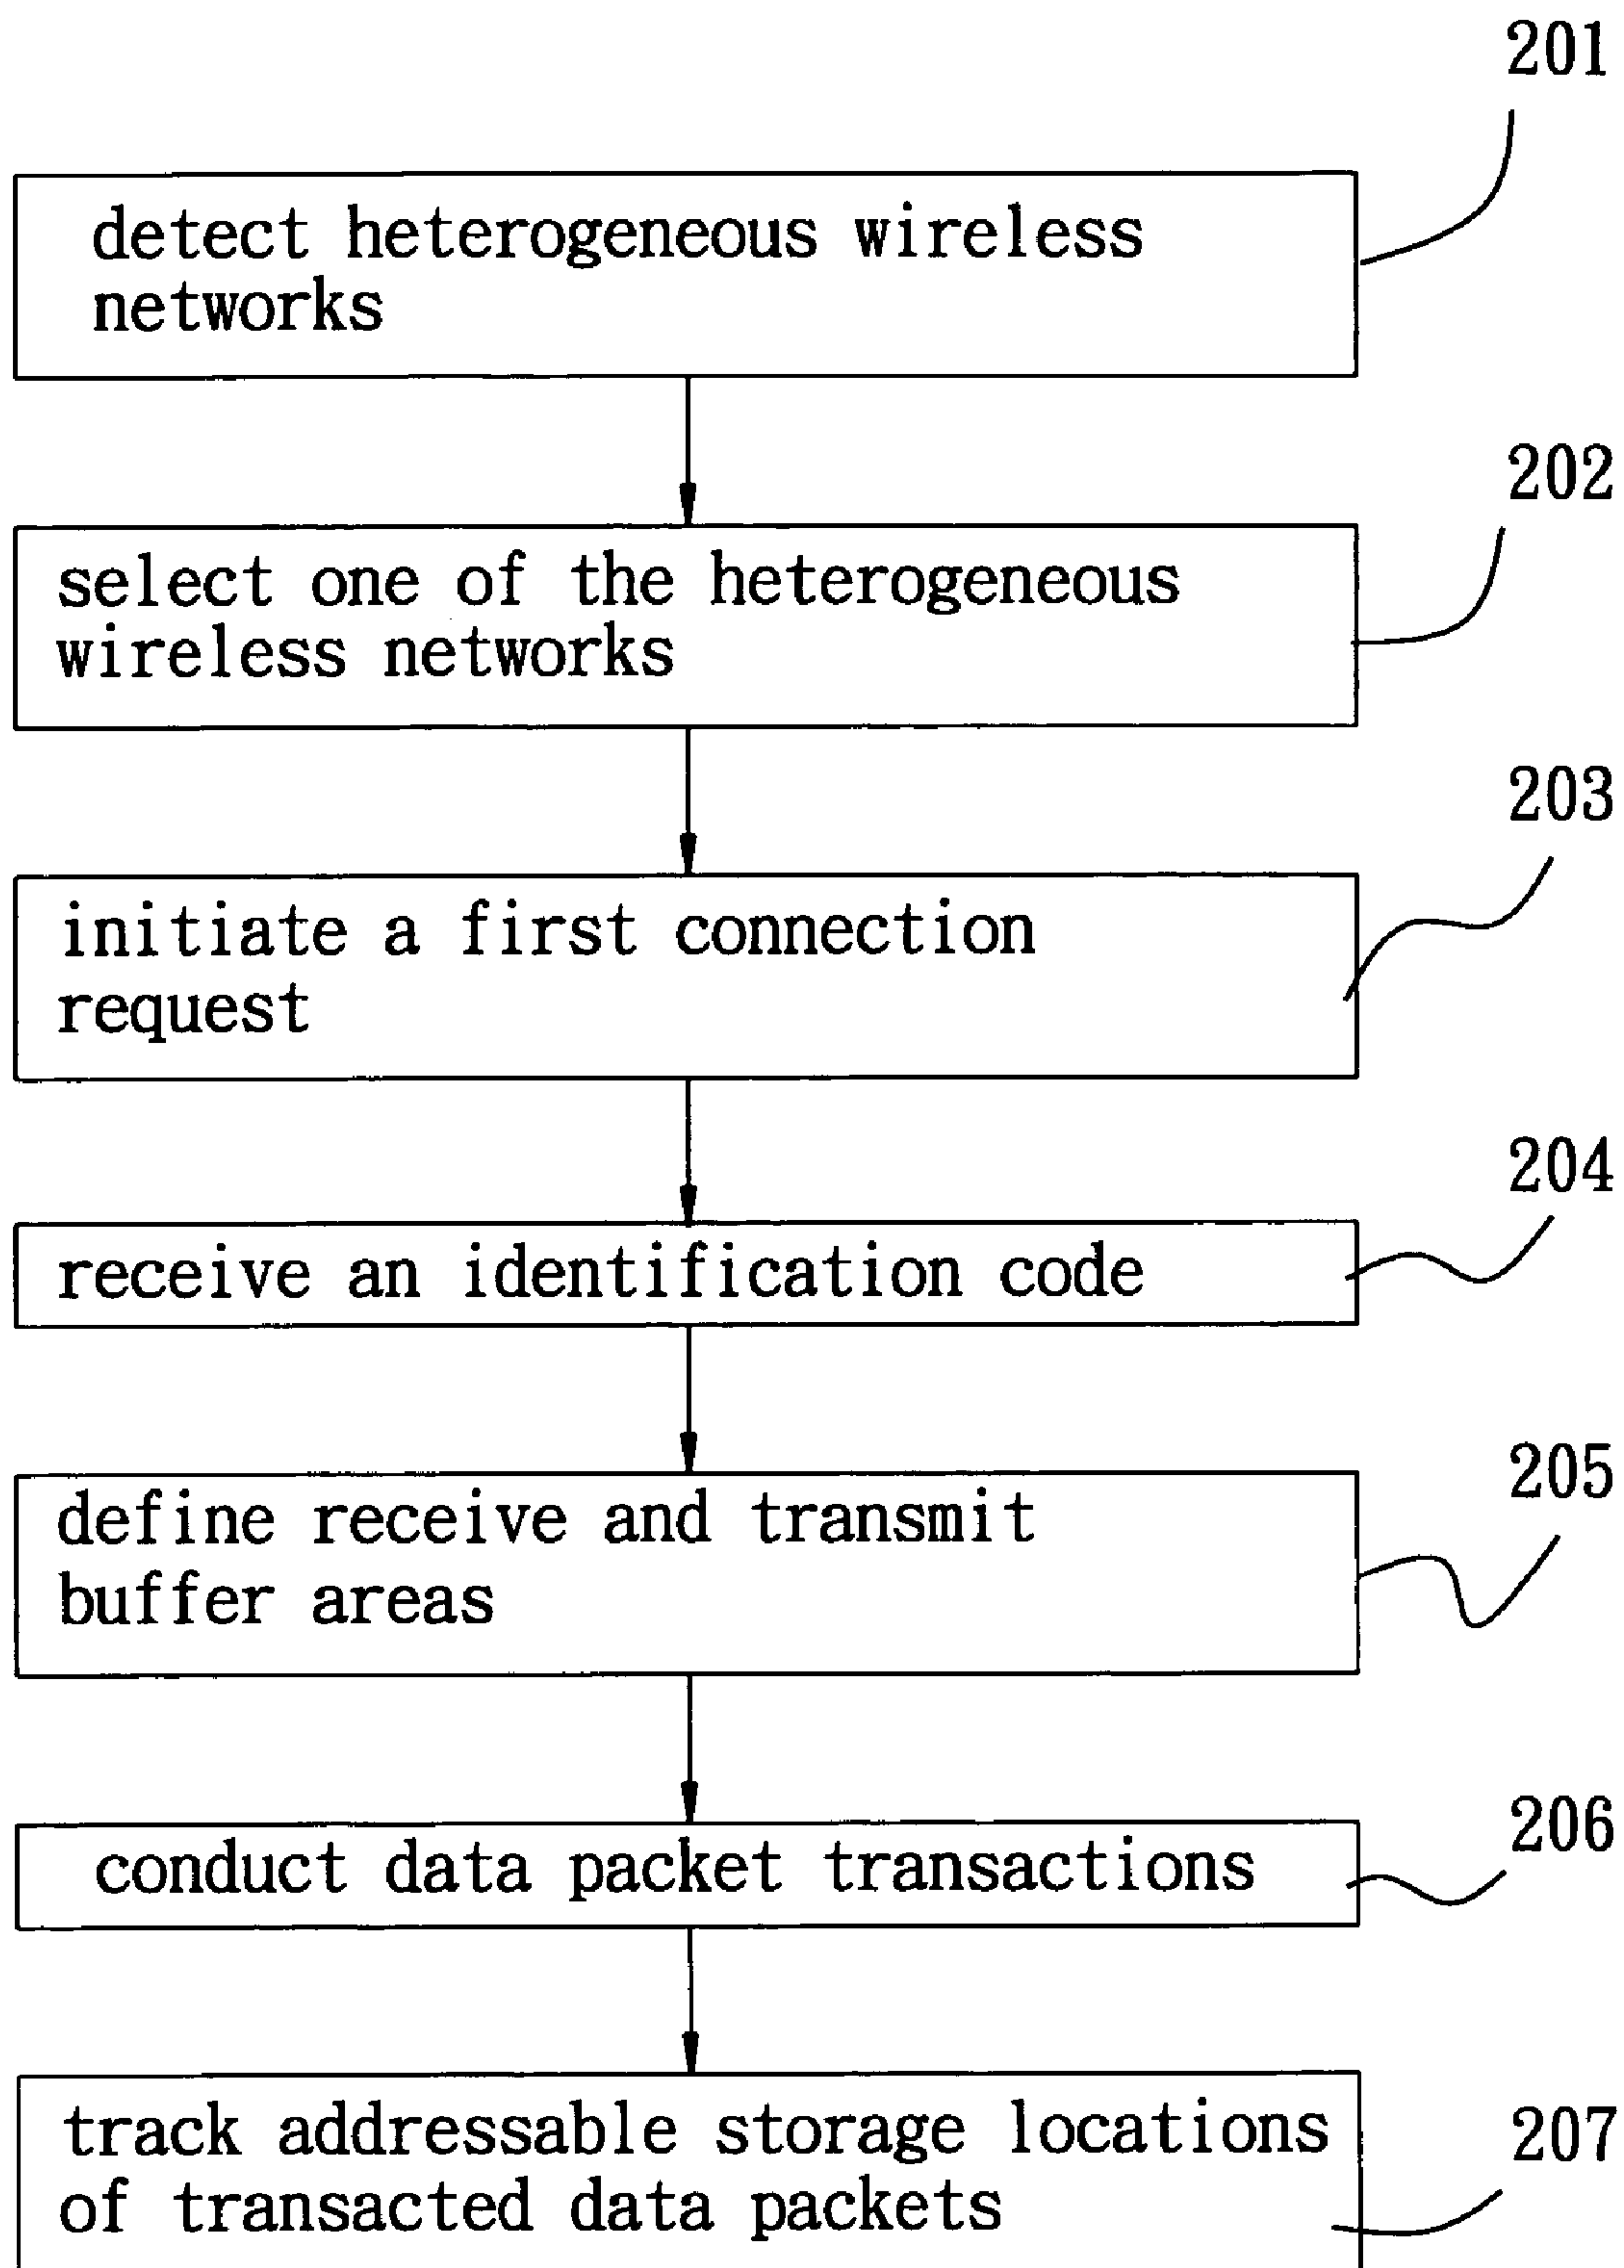 201
detect heterogeneous wireless
networks
202
select one of the heterogeneous
wireless networks
203
initiate a first connection
request
204
receive an identification code
205
define receive and transmit
buffer areas
206
conduct data packet transactions
207
track addressable storage locations
of transacted data packets